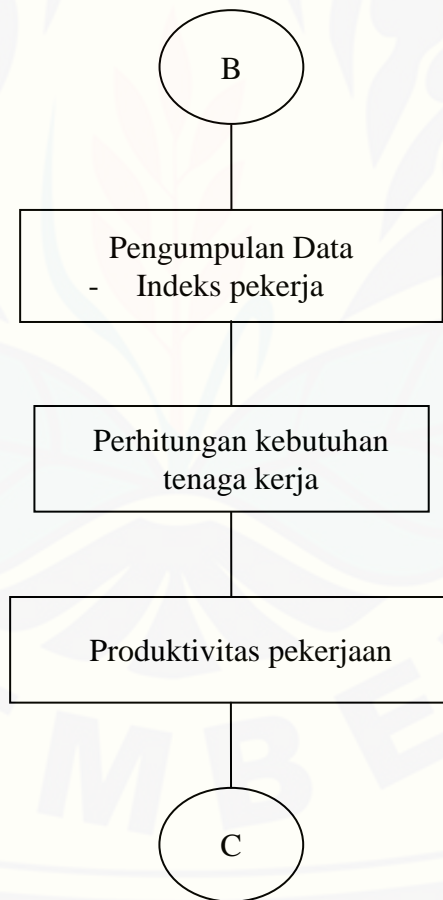 B
Pengumpulan Data
- Indeks pekerja
Perhitungan kebutuhan
tenaga kerja
Produktivitas pekerjaan
C